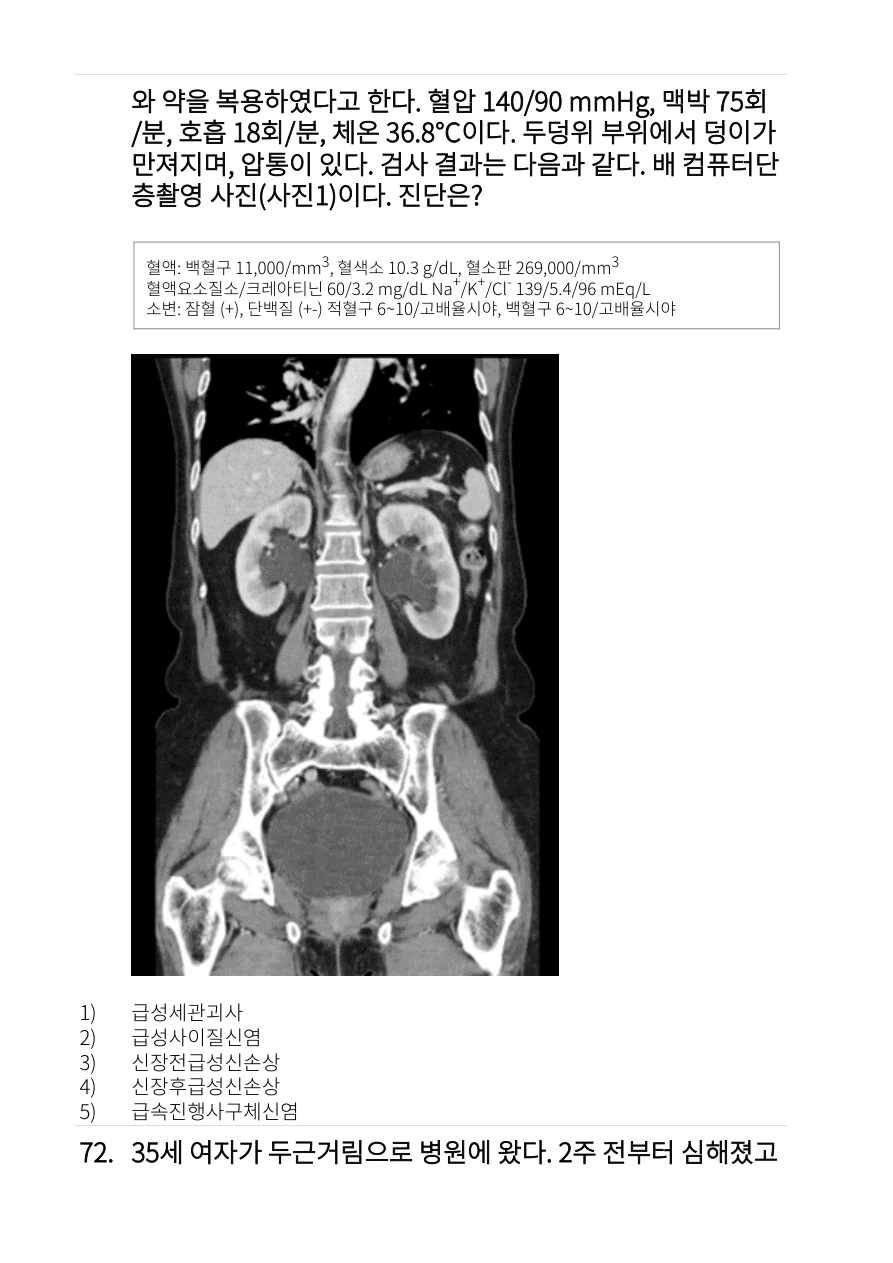 와 약을 복용하였다고 한다. 혈압 140/90 mmHg, 맥박 75회
/분, 호흡 18회/분, 체온 36.8°C이다. 두덩위 부위에서 덩이가
만져지며, 압통이 있다. 검사 결과는 다음과 같다. 배 컴퓨터단
층촬영 사진(사진1)이다. 진단은?
혈액: 백혈구 11,000/mm³, 혈색소 10.3 g/dL, 혈소판 269,000/mm³
혈액요소질소/크레아티닌 60/3.2 mg/dL Na⁺/K⁺/Cl⁻ 139/5.4/96 mEq/L
소변: 잠혈 (+), 단백질 (+-) 적혈구 6~10/고배율시야, 백혈구 6~10/고배율시야
1) 급성세관괴사
2) 급성사이질신염
3) 신장전급성신손상
4) 신장후급성신손상
5) 급속진행사구체신염
72. 35세 여자가 두근거림으로 병원에 왔다. 2주 전부터 심해졌고